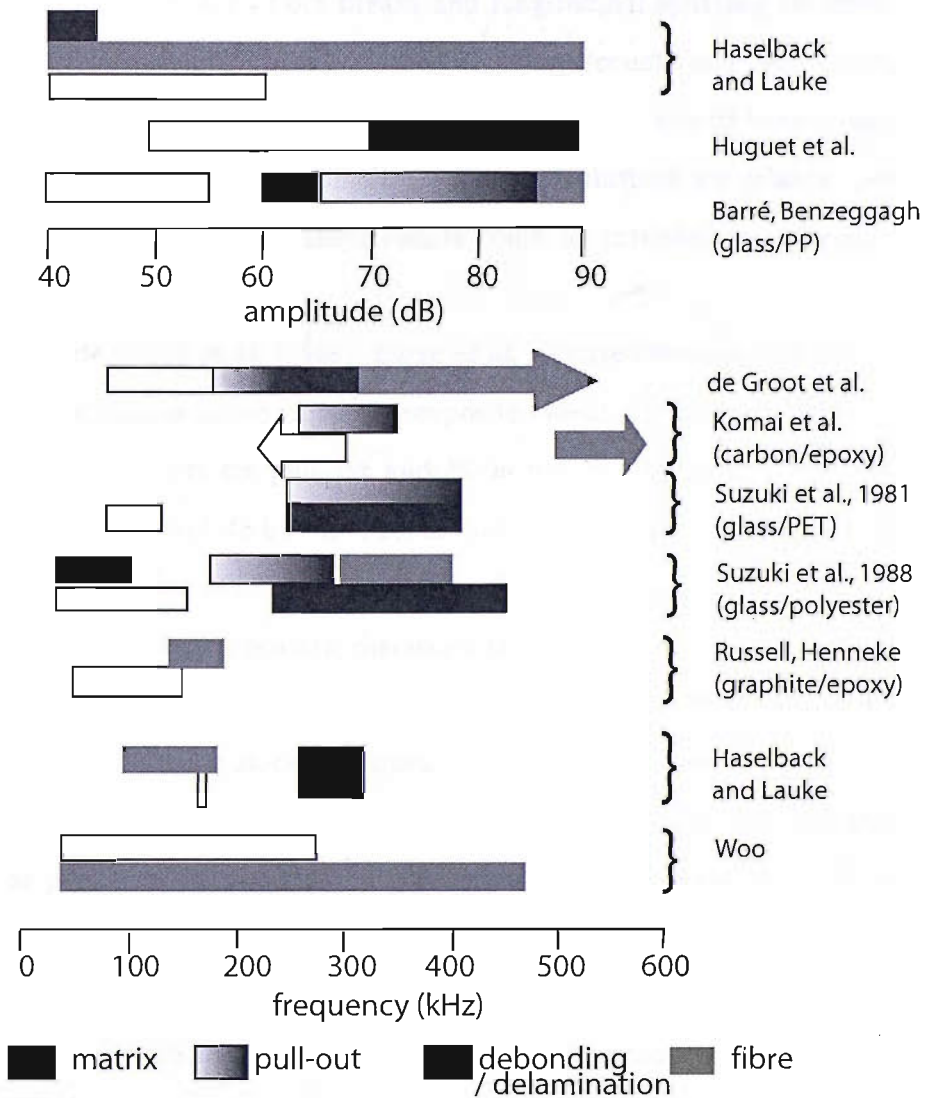 Haselback
and Lauke
Huguet et al.
Barré, Benzeggagh
(glass/PP)
40 50 60 70 80 90
amplitude (dB)
de Groot et al.
Komai et al.
(carbon/epoxy)
Suzuki et al., 1981
(glass/PET)
Suzuki et al., 1988
(glass/polyester)
Russell, Henneke
(graphite/epoxy)
Haselback
and Lauke
Woo
0 100 200 300 400 500 600
frequency (kHz)
matrix pull-out debonding fibre
/ delamination